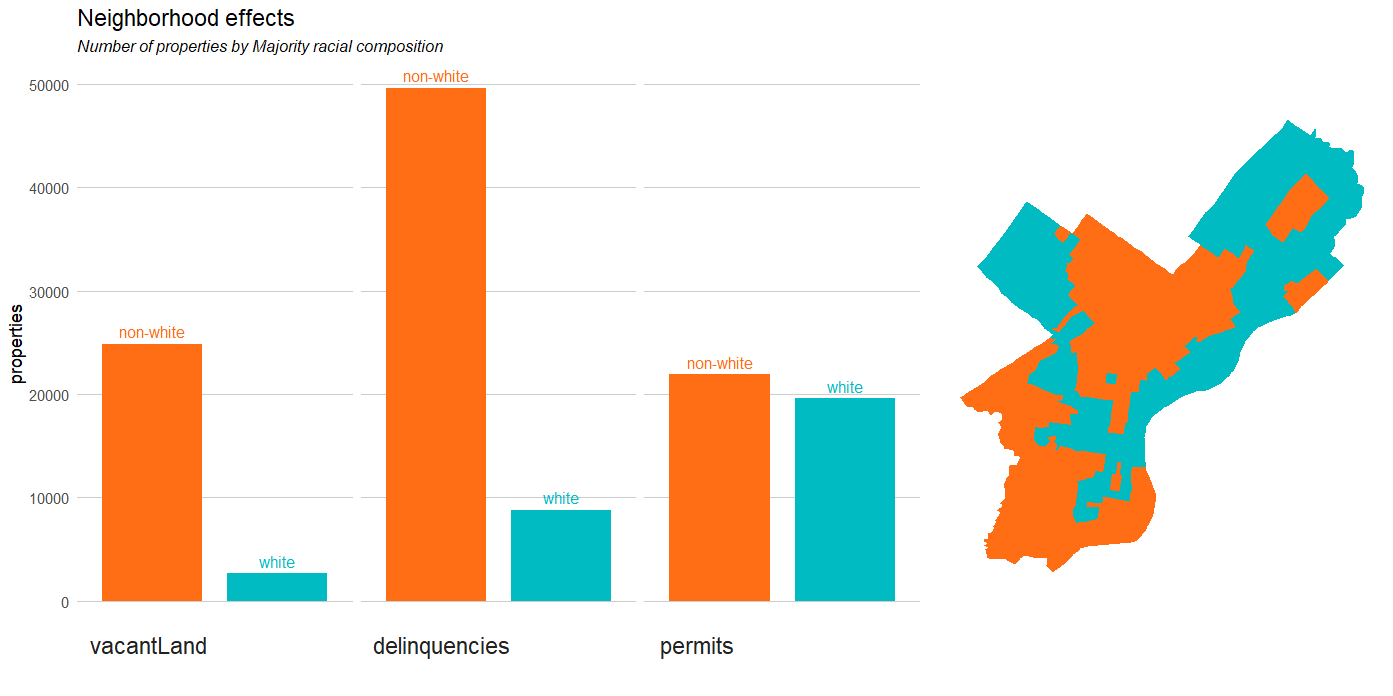 Neighborhood effects
Number of properties by Majority racial composition
properties
50000
40000
30000
20000
10000
0
non-white
white
non-white
white
non-white
white
vacantLand
delinquencies
permits